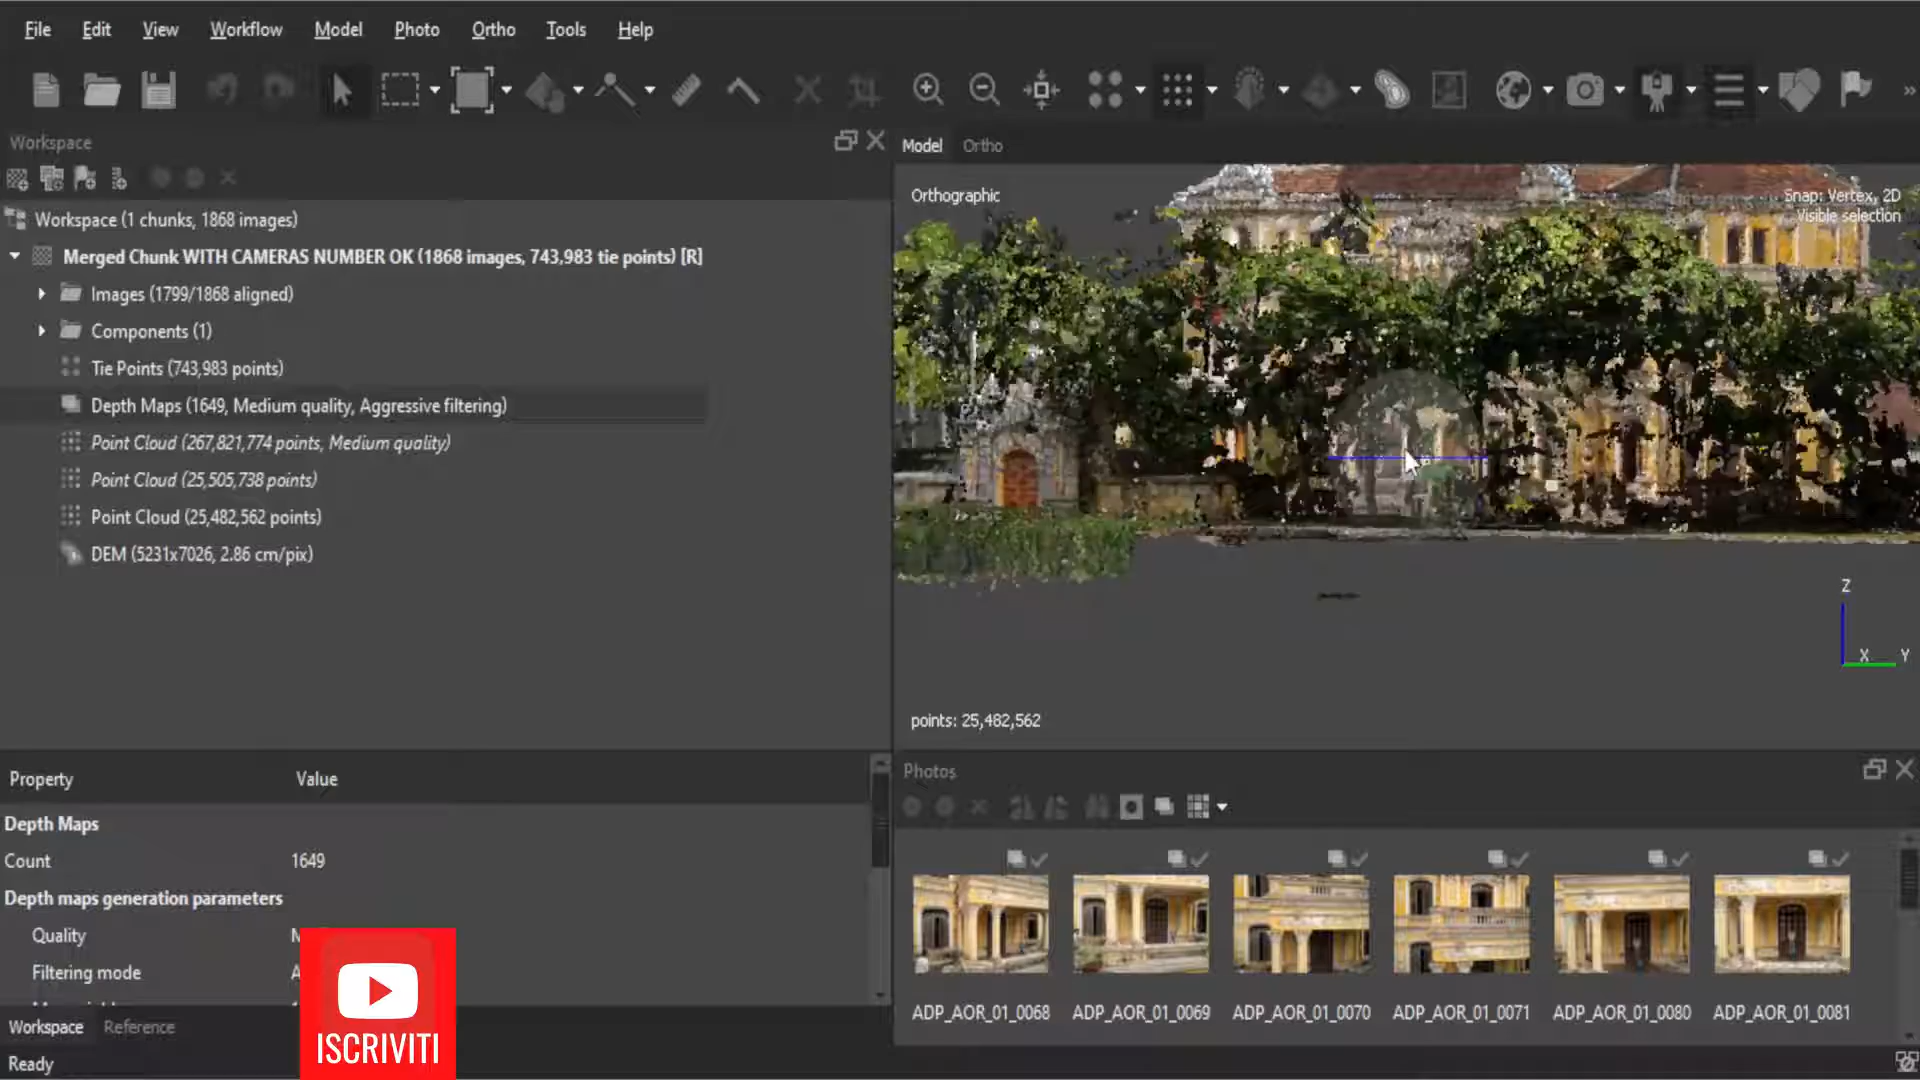 File Edit View Workflow Model Photo Ortho Tools Help
Workspace
Workspace (1 chunks, 1868 images)
Merged Chunk WITH CAMERAS NUMBER OK (1868 images, 743,983 tie points) [R]
Images (1799/1868 aligned)
Components (1)
Tie Points (743,983 points)
Depth Maps (1649, Medium quality, Aggressive filtering)
Point Cloud (267,821,774 points, Medium quality)
Point Cloud (25,505,738 points)
Point Cloud (25,482,562 points)
DEM (5231x7026, 2.86 cm/pix)
Property Value
Depth Maps
Count 1649
Depth maps generation parameters
Quality
Filtering mode
Workspace Reference
Ready
ISCRIVITI
Model Ortho
Orthographic
Snap: Vertex, 2D
Visible selection
Z
X Y
points: 25,482,562
Photos
ADP_AOR_01_0068 ADP_AOR_01_0069 ADP_AOR_01_0070 ADP_AOR_01_0071 ADP_AOR_01_0080 ADP_AOR_01_0081